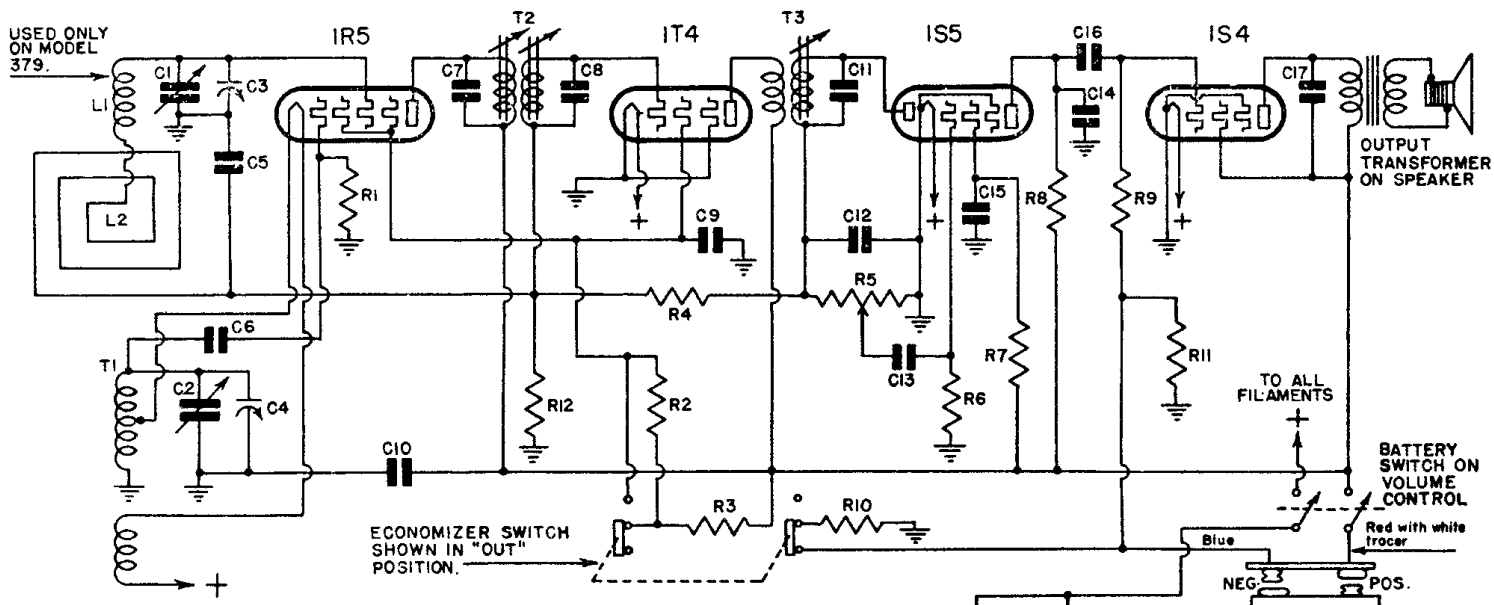 USED ONLY
ON MODEL
379.
1R5
T2
1T4
T3
1S5
C16
1S4
C1
C3
L1
C7
C8
C11
C14
C17
C5
L2
R1
C9
C12
C15
R8
R9
OUTPUT
TRANSFORMER
ON SPEAKER
R4
R5
C6
T1
C2
C4
R12
R2
C13
R6
R7
R11
TO ALL
FILAMENTS
+
+
+
C10
BATTERY
SWITCH ON
VOLUME
CONTROL
R3
R10
ECONOMIZER SWITCH
SHOWN IN "OUT"
POSITION.
Red with white
tracer
Blue
+
+
NEG.
POS.